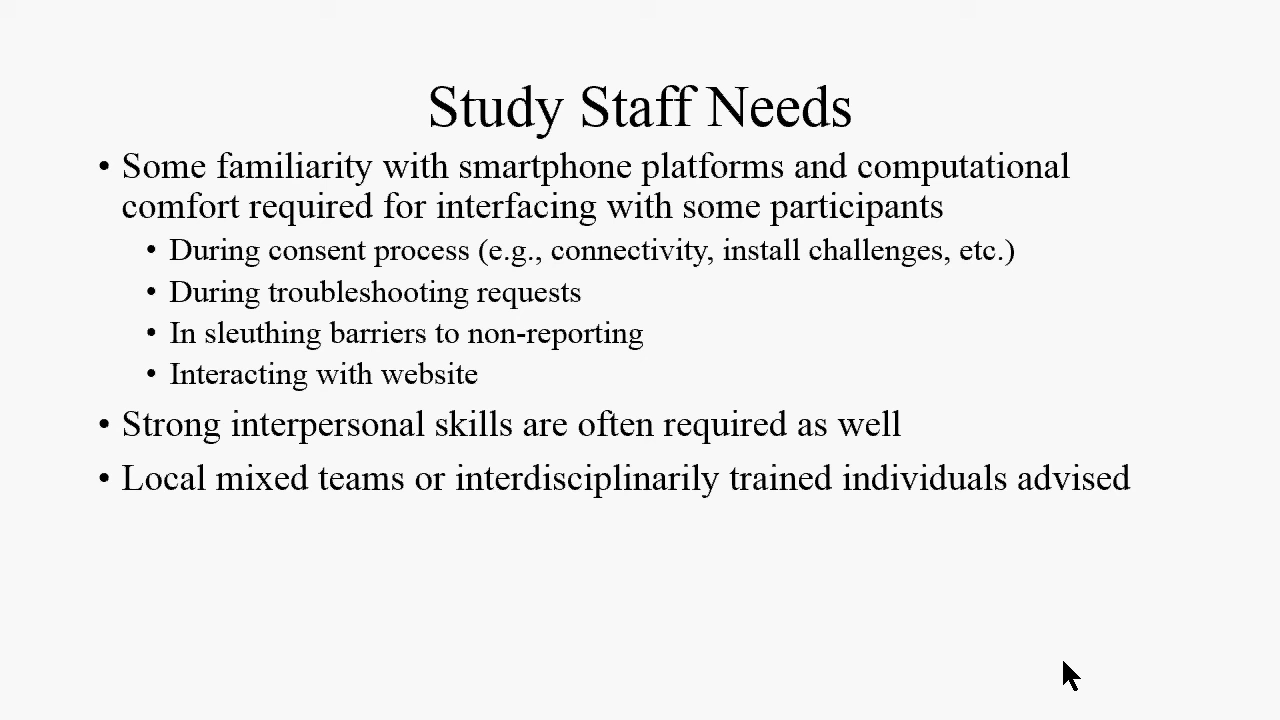 Study Staff Needs
• Some familiarity with smartphone platforms and computational
comfort required for interfacing with some participants
• During consent process (e.g., connectivity, install challenges, etc.)
• During troubleshooting requests
• In sleuthing barriers to non-reporting
• Interacting with website
• Strong interpersonal skills are often required as well
• Local mixed teams or interdisciplinarily trained individuals advised